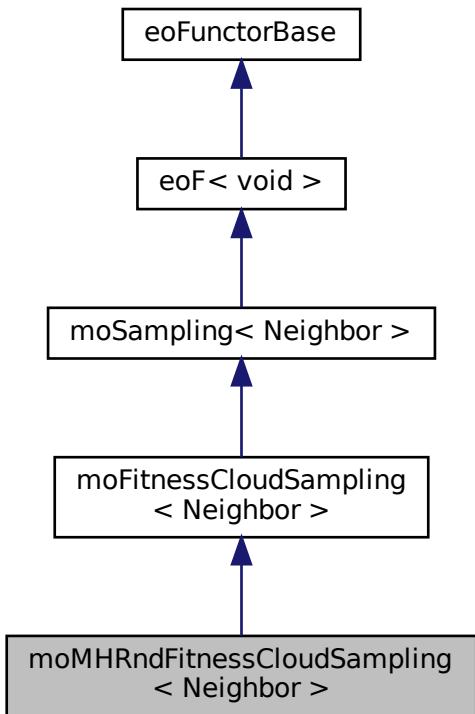 eoFunctorBase
eoF< void >
moSampling< Neighbor >
moFitnessCloudSampling
< Neighbor >
moMHRndFitnessCloudSampling
< Neighbor >